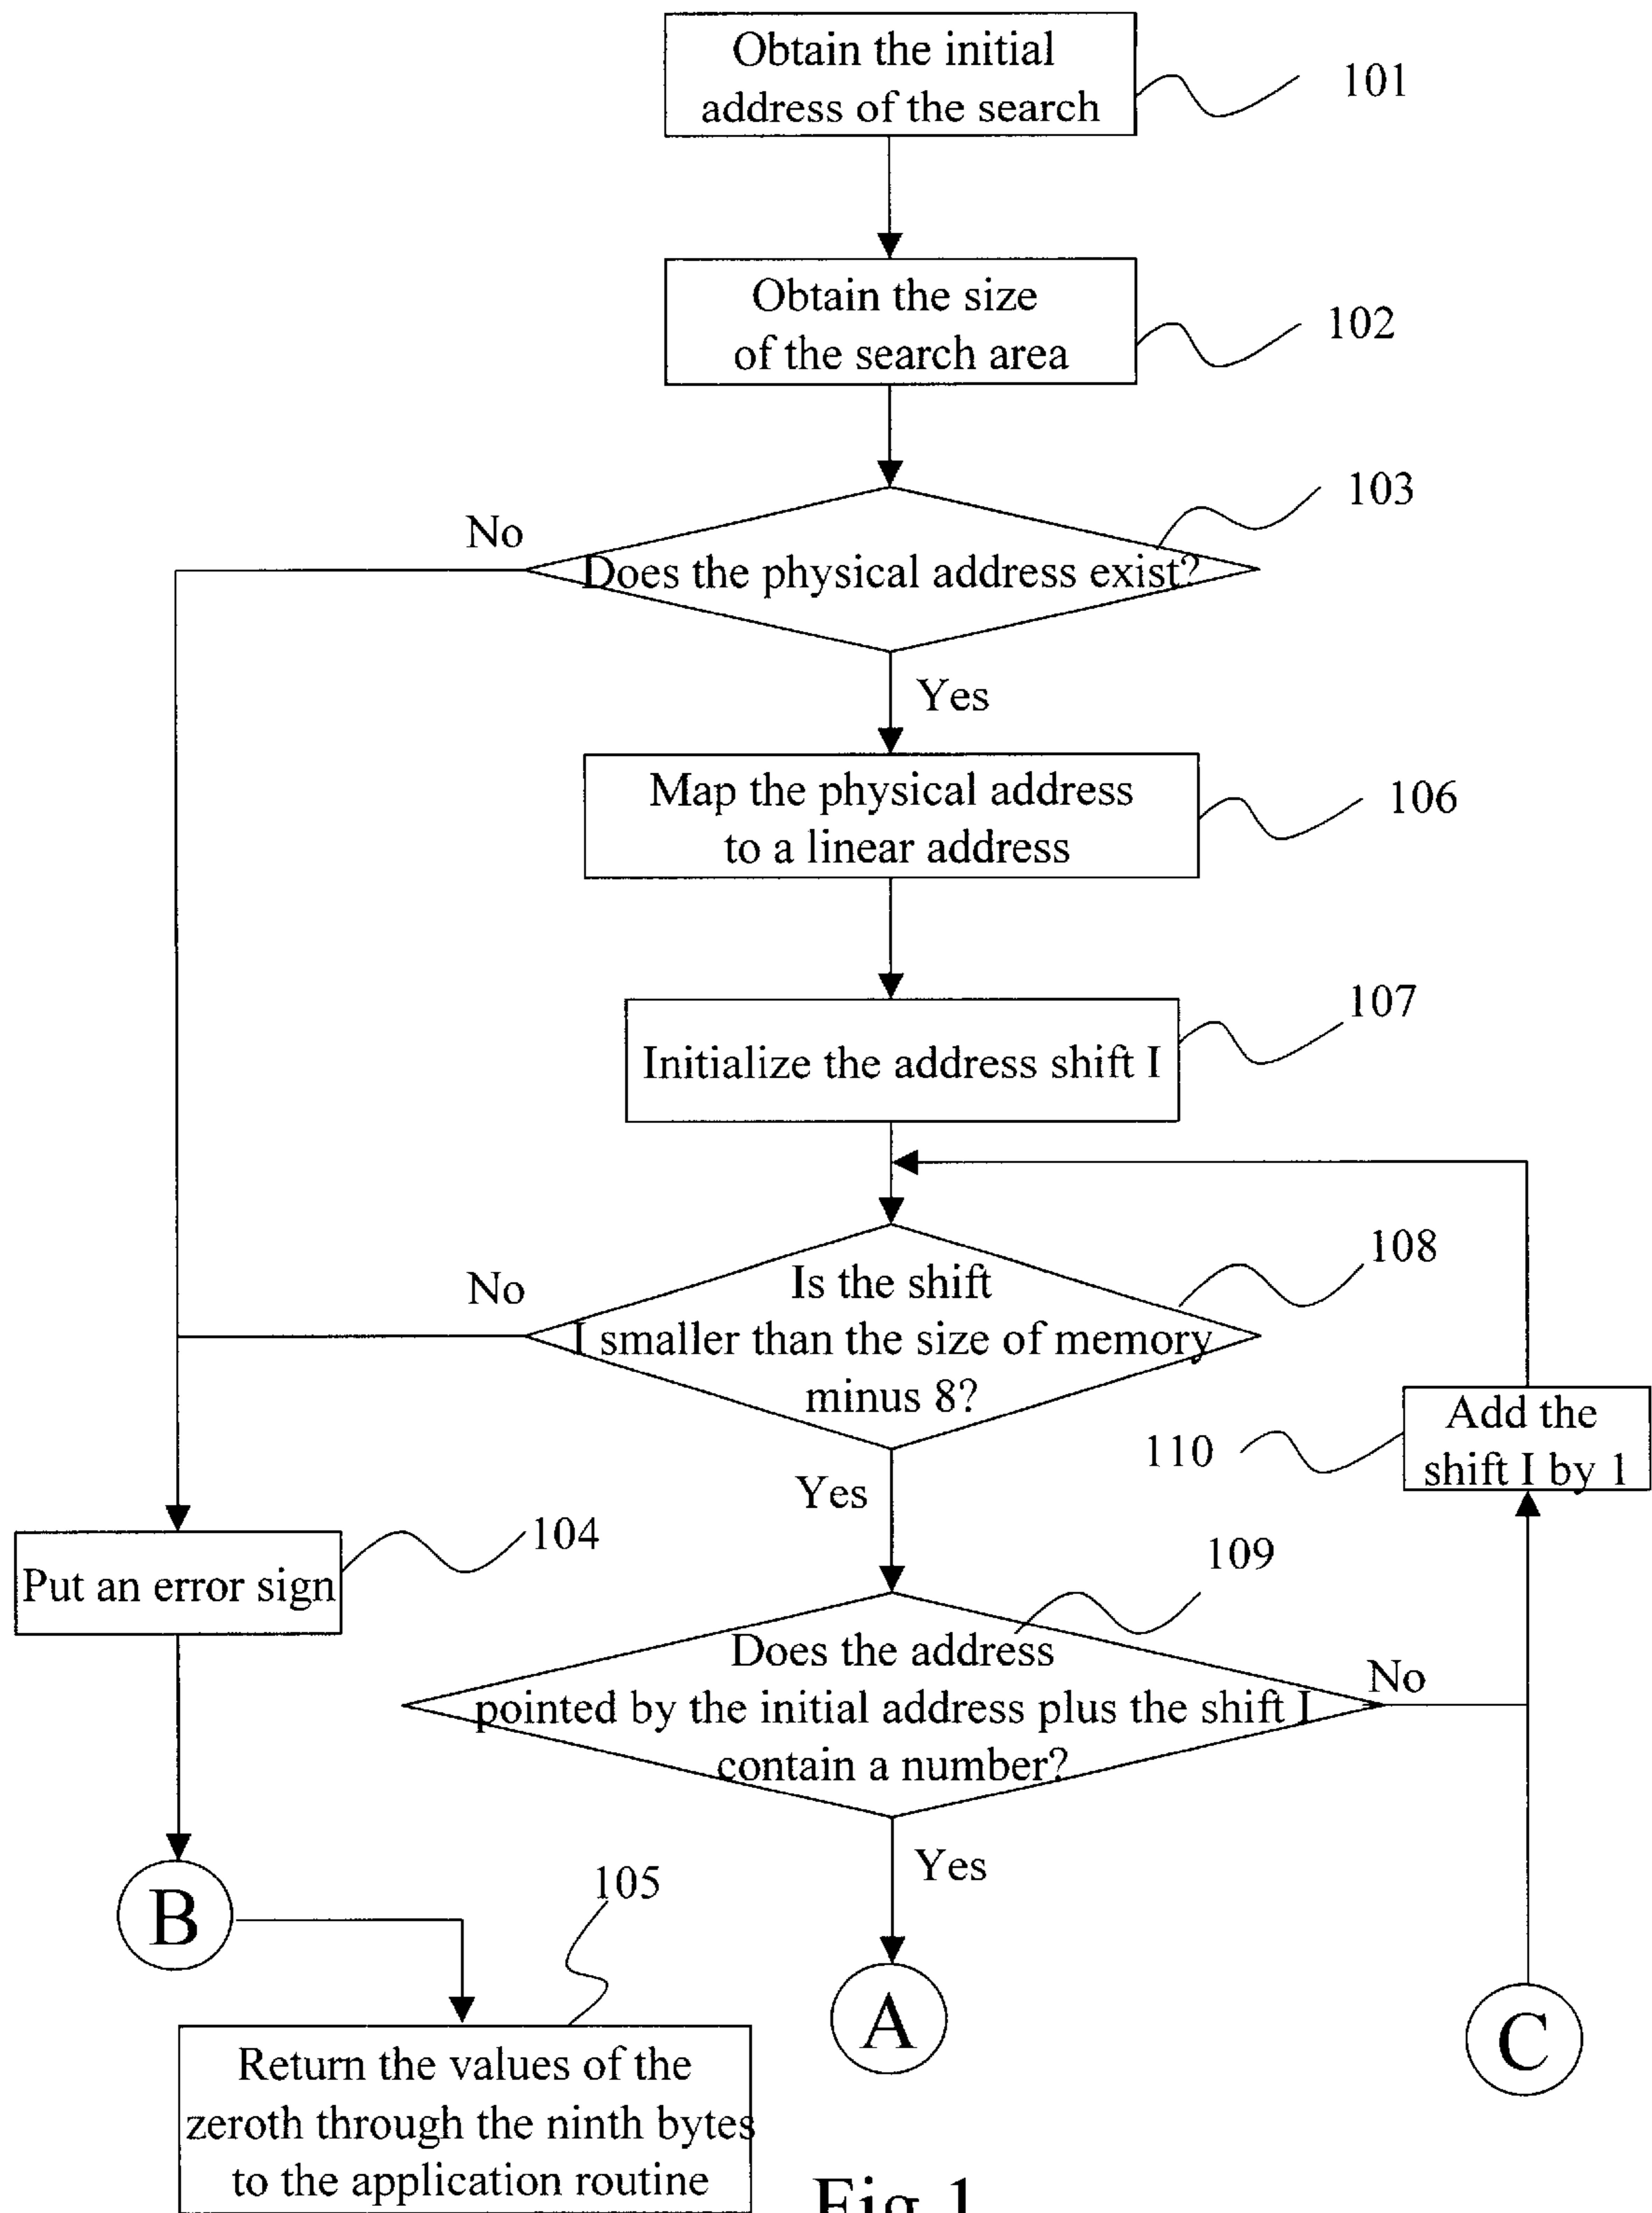 Obtain the initial
address of the search
101
Obtain the size
of the search area
102
103
No
Does the physical address exist?
Yes
Map the physical address
to a linear address
106
107
Initialize the address shift I
108
No
Is the shift
I smaller than the size of memory
minus 8?
Add the
shift I by 1
110
Yes
104
Put an error sign
109
Does the address
pointed by the initial address plus the shift I
contain a number?
No
Yes
B
105
A
C
Return the values of the
zeroth through the ninth bytes
to the application routine
Fig 1